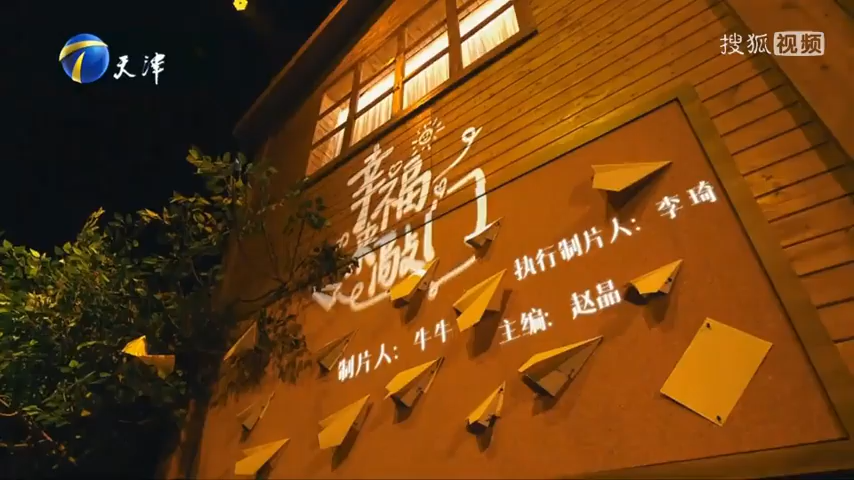 天津
搜狐视频
幸福
来敲门
执行制片人：李琦
制片人：牛牛
主编：赵晶